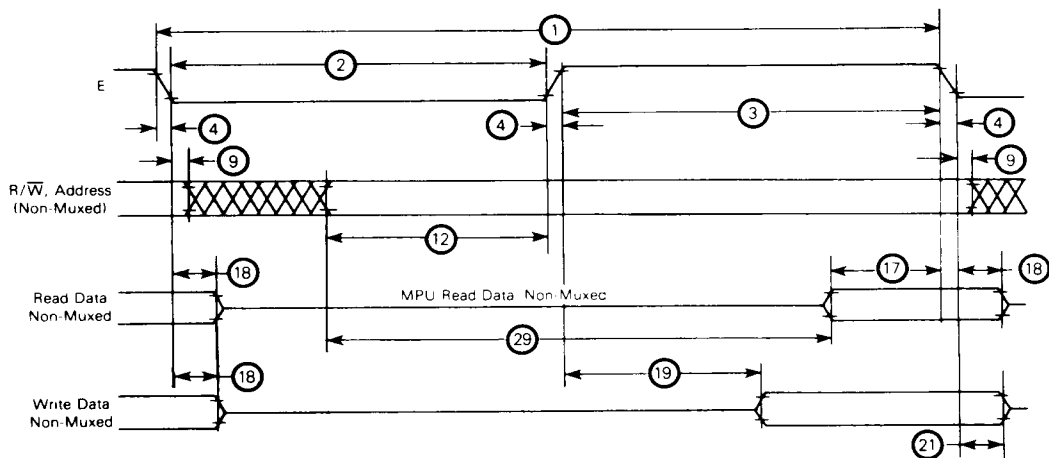 1
2
E
3
4
4
4
9
9
R/W̅, Address
(Non-Muxed)
12
18
17
18
Read Data
Non-Muxed
MPU Read Data Non-Muxec
29
18
19
Write Data
Non-Muxed
21